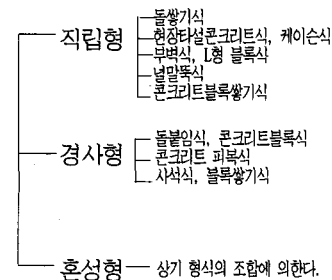 직립형
돌쌓기식
현장타설콘크리트식, 케이슨식
부벽식, L형 블록식
널말뚝식
콘크리트블록쌓기식
경사형
돌붙임식, 콘크리트블록식
콘크리트 피복식
사석식, 블록쌓기식
혼성형
상기 형식의 조합에 의한다.